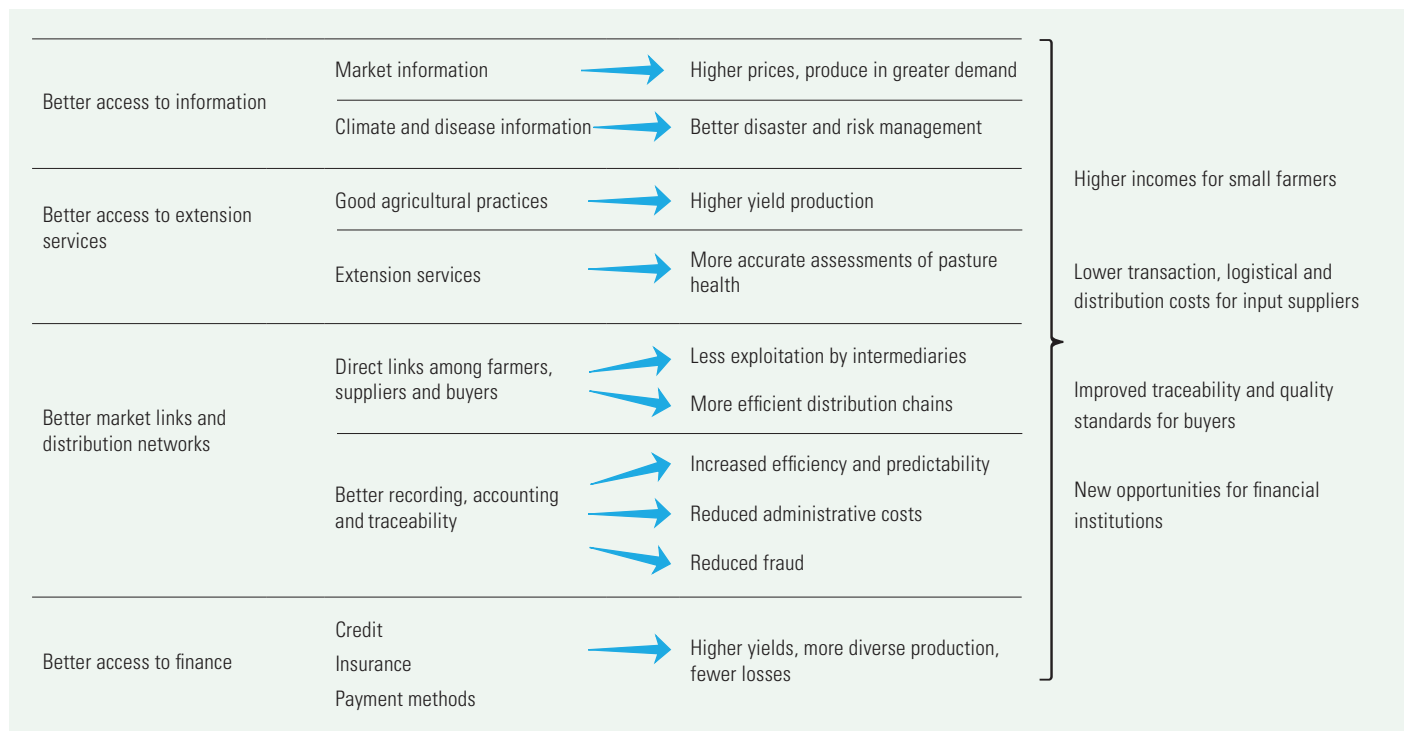 Better access to information
Market information
Higher prices, produce in greater demand
Climate and disease information
Better disaster and risk management
Better access to extension
services
Good agricultural practices
Higher yield production
Extension services
More accurate assessments of pasture
health
Better market links and
distribution networks
Direct links among farmers,
suppliers and buyers
Less exploitation by intermediaries
More efficient distribution chains
Better recording, accounting
and traceability
Increased efficiency and predictability
Reduced administrative costs
Reduced fraud
Better access to finance
Credit
Insurance
Payment methods
Higher yields, more diverse production,
fewer losses
Higher incomes for small farmers
Lower transaction, logistical and
distribution costs for input suppliers
Improved traceability and quality
standards for buyers
New opportunities for financial
institutions